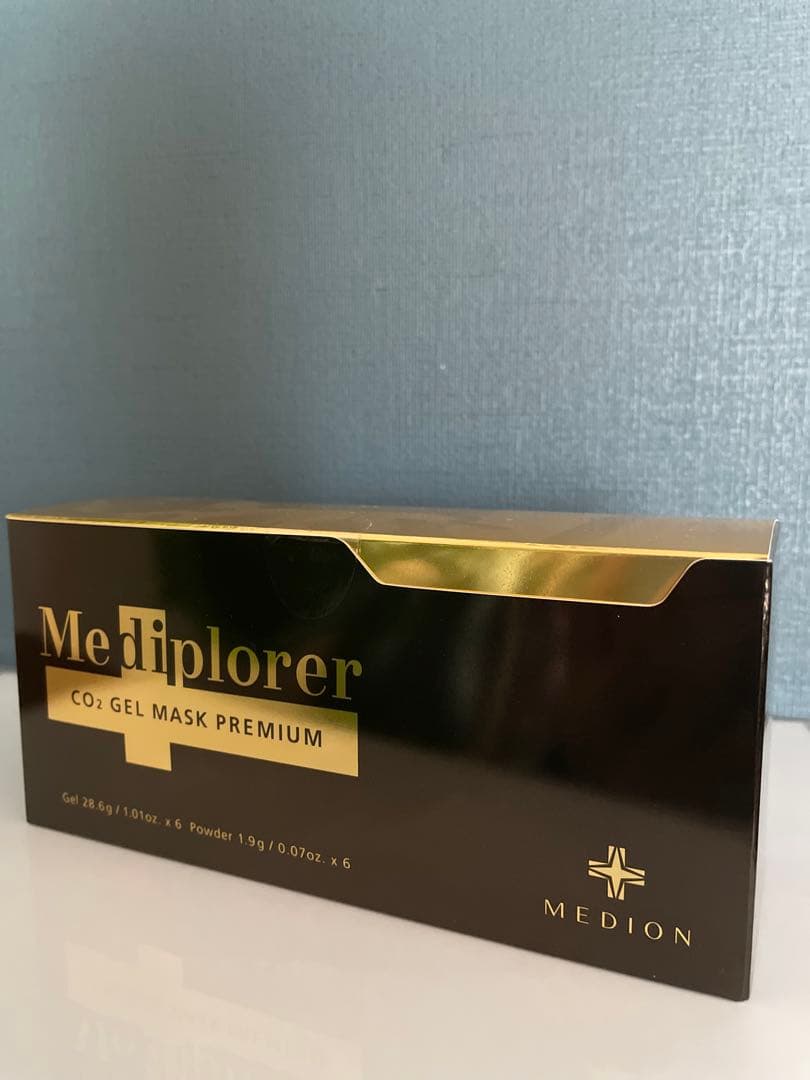 Mediplorer
CO₂ GEL MASK PREMIUM
Gel 28.6g / 1.01oz. x 6 Powder 1.9g / 0.07oz. x 6
MEDION